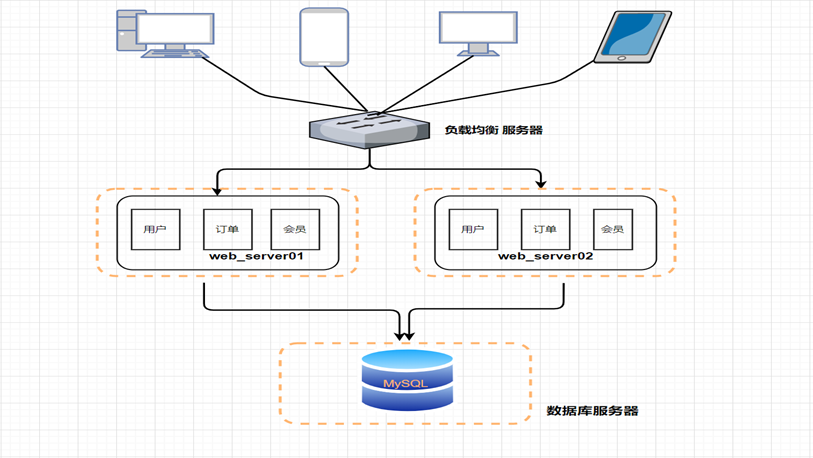 负载均衡 服务器
用户 订单 会员
web_server01
用户 订单 会员
web_server02
MySQL
数据库服务器